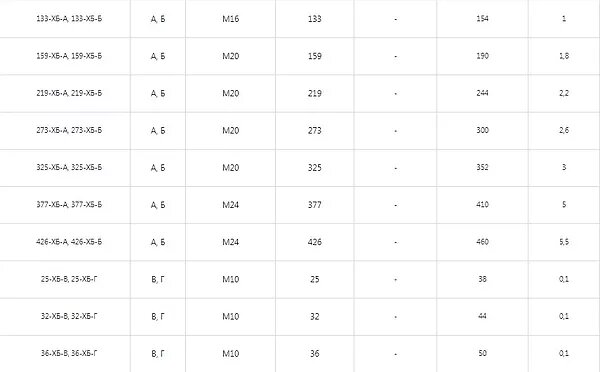 133-ХБ-А, 133-ХБ-Б А, Б М16 133 - 154 1
159-ХБ-А, 159-ХБ-Б А, Б М20 159 - 190 1,8
219-ХБ-А, 219-ХБ-Б А, Б М20 219 - 244 2,2
273-ХБ-А, 273-ХБ-Б А, Б М20 273 - 300 2,6
325-ХБ-А, 325-ХБ-Б А, Б М20 325 - 352 3
377-ХБ-А, 377-ХБ-Б А, Б М24 377 - 410 5
426-ХБ-А, 426-ХБ-Б А, Б М24 426 - 460 5,5
25-ХБ-В, 25-ХБ-Г В, Г М10 25 - 38 0,1
32-ХБ-В, 32-ХБ-Г В, Г М10 32 - 44 0,1
36-ХБ-В, 36-ХБ-Г В, Г М10 36 - 50 0,1